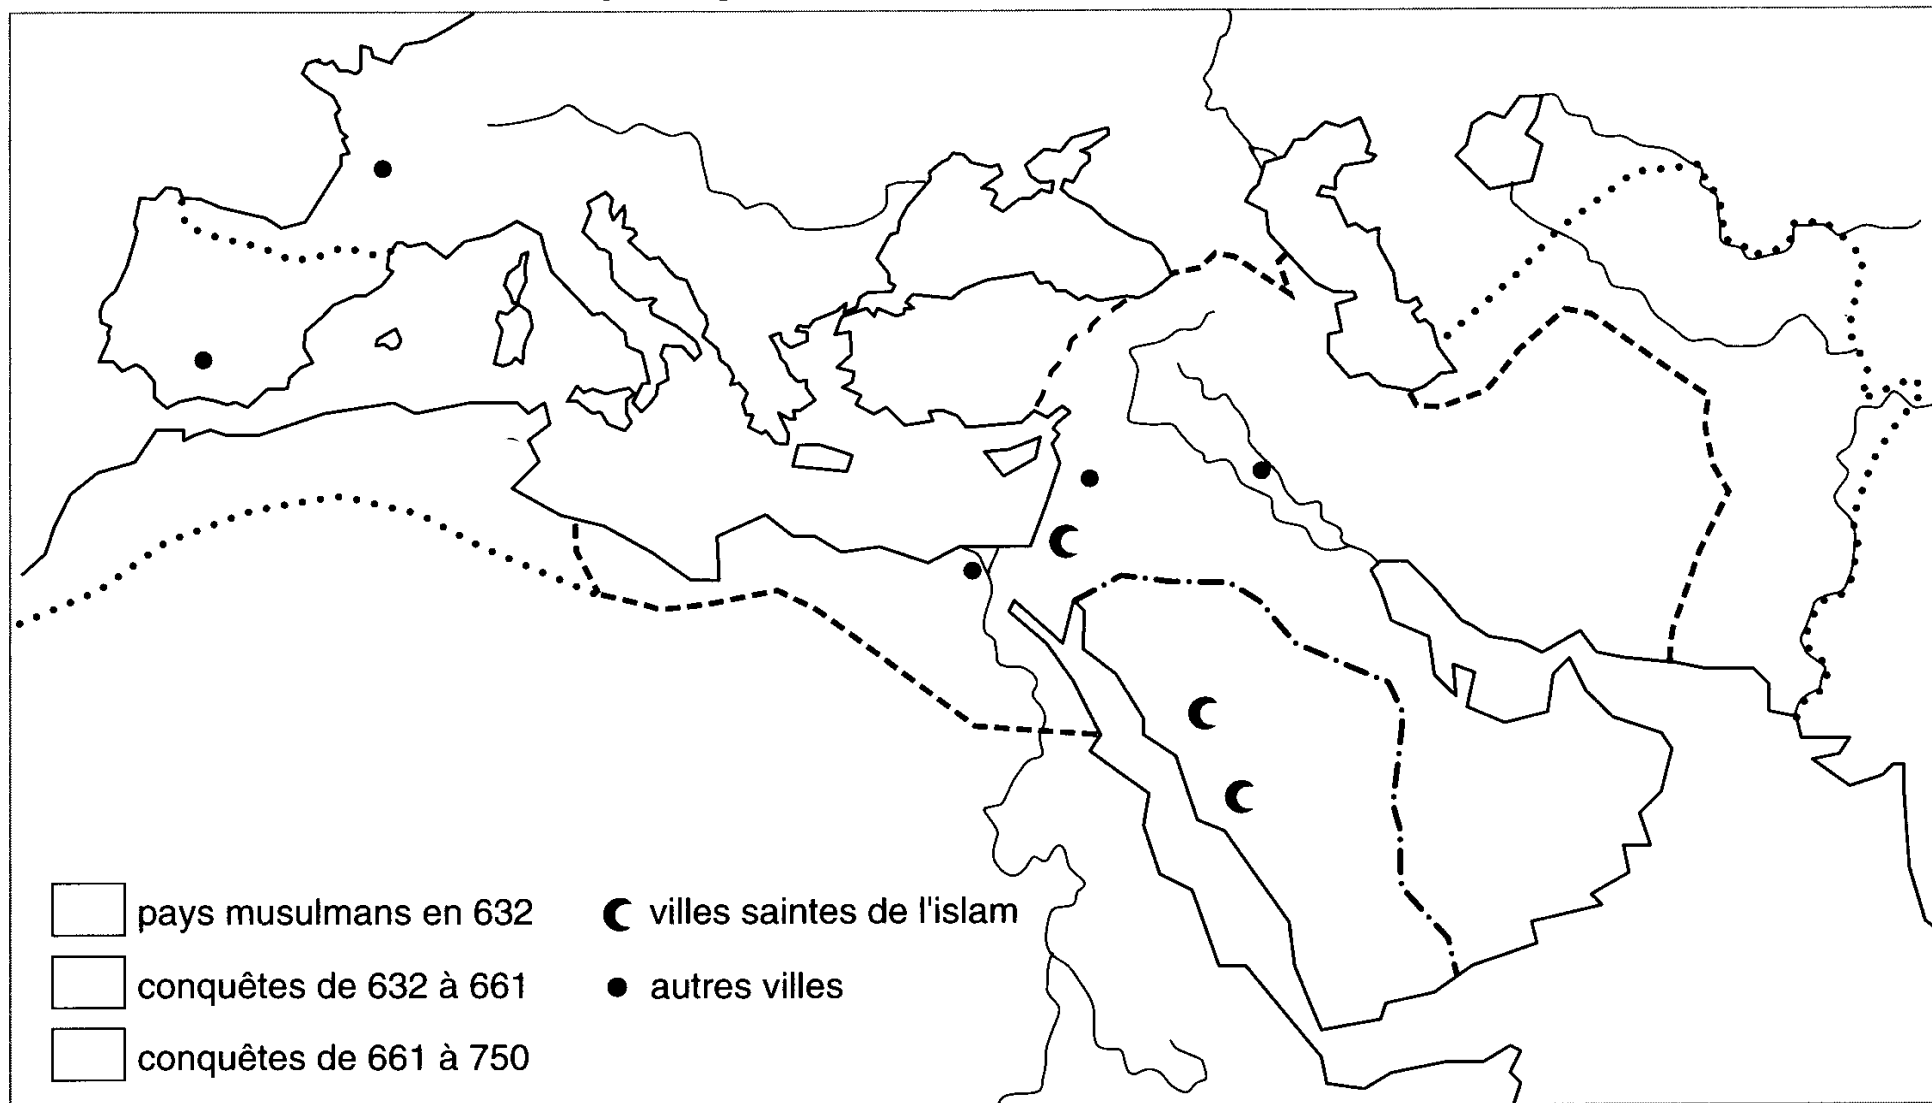 pays musulmans en 632
conquêtes de 632 à 661
conquêtes de 661 à 750
villes saintes de l'islam
autres villes